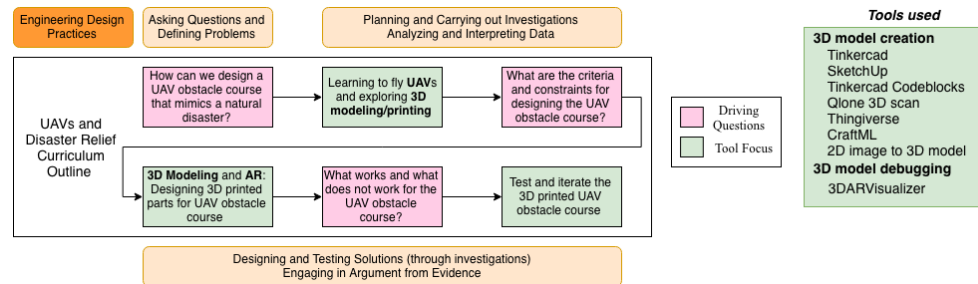 Engineering Design
Practices
Asking Questions and
Defining Problems
Planning and Carrying out Investigations
Analyzing and Interpreting Data
UAVs and
Disaster Relief
Curriculum
Outline
How can we design a
UAV obstacle course
that mimics a natural
disaster?
Learning to fly UAVs
and exploring 3D
modeling/printing
What are the criteria
and constraints for
designing the UAV
obstacle course?
3D Modeling and AR:
Designing 3D printed
parts for UAV obstacle
course
What works and what
does not work for the
UAV obstacle
course?
Test and iterate the
3D printed UAV
obstacle course
Designing and Testing Solutions (through investigations)
Engaging in Argument from Evidence
Driving
Questions
Tool Focus
Tools used
3D model creation
Tinkercad
SketchUp
Tinkercad Codeblocks
Qlone 3D scan
Thingiverse
CraftML
2D image to 3D model
3D model debugging
3DARVisualizer